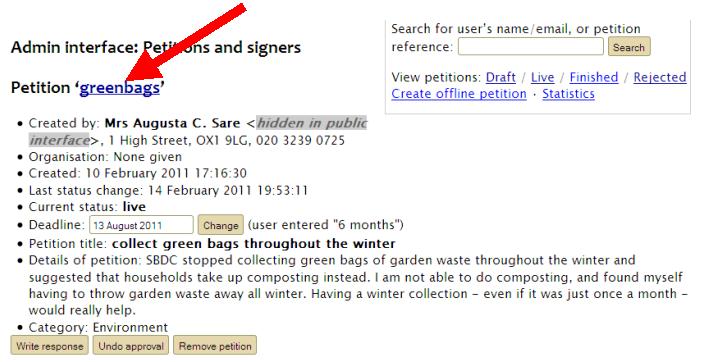 Search for user's name/email, or petition
reference: Search
Admin interface: Petitions and signers
View petitions: Draft / Live / Finished / Rejected
Create offline petition · Statistics
Petition ‘greenbags’
• Created by: Mrs Augusta C. Sare <hidden in public
interface>, 1 High Street, OX1 9LG, 020 3239 0725
• Organisation: None given
• Created: 10 February 2011 17:16:30
• Last status change: 14 February 2011 19:53:11
• Current status: live
• Deadline: 13 August 2011 Change (user entered "6 months")
• Petition title: collect green bags throughout the winter
• Details of petition: SBDC stopped collecting green bags of garden waste throughout the winter and
suggested that households take up composting instead. I am not able to do composting, and found myself
having to throw garden waste away all winter. Having a winter collection – even if it was just once a month –
would really help.
• Category: Environment
Write response Undo approval Remove petition